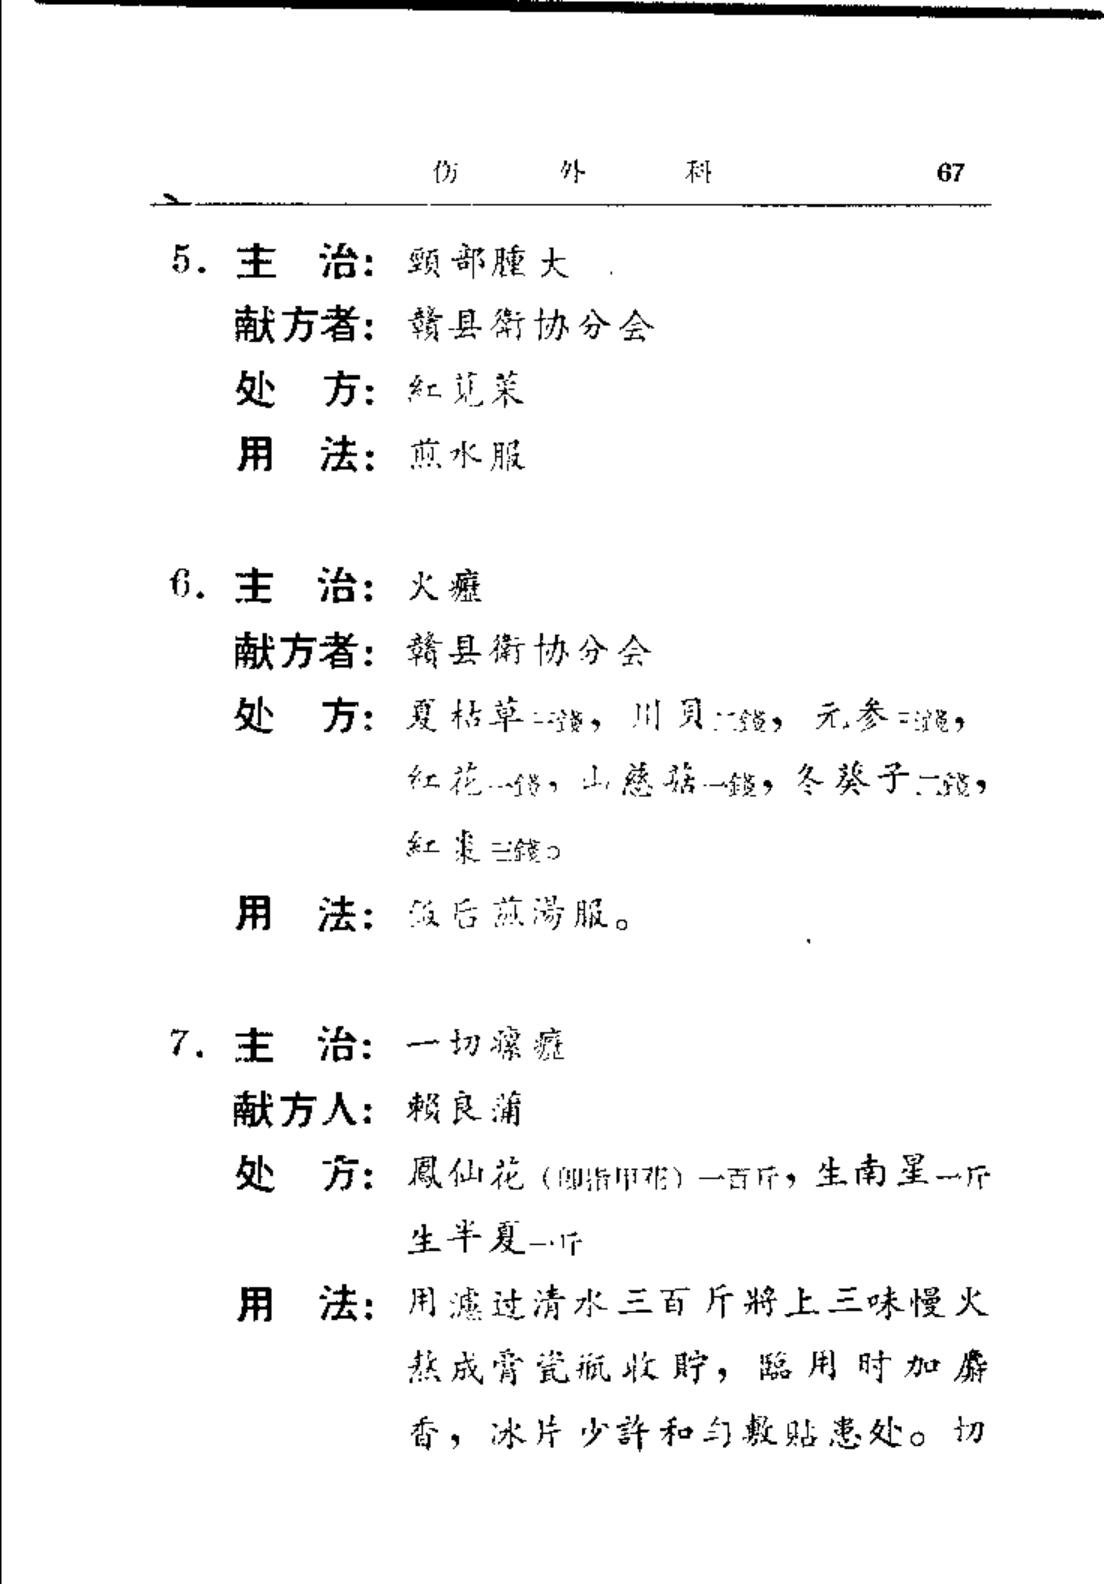 伤 外 科 67
5. 主 治：頸部腫大
献方者：贛县衛协分会
处 方：紅莧菜
用 法：煎水服
6. 主 治：火癧
献方者：贛县衛协分会
处 方：夏枯草二錢，川貝二錢，元参三錢，
紅花一錢，山慈菇一錢，冬葵子二錢，
紅棗三錢。
用 法：飯后煎湯服。
7. 主 治：一切瘰癧
献方人：賴良蒲
处 方：鳳仙花（卽指甲花）一百斤，生南星一斤
生半夏一斤
用 法：用濾过清水三百斤將上三味慢火
熬成膏瓷瓶收貯，臨用时加麝
香，冰片少許和匀敷贴患处。切